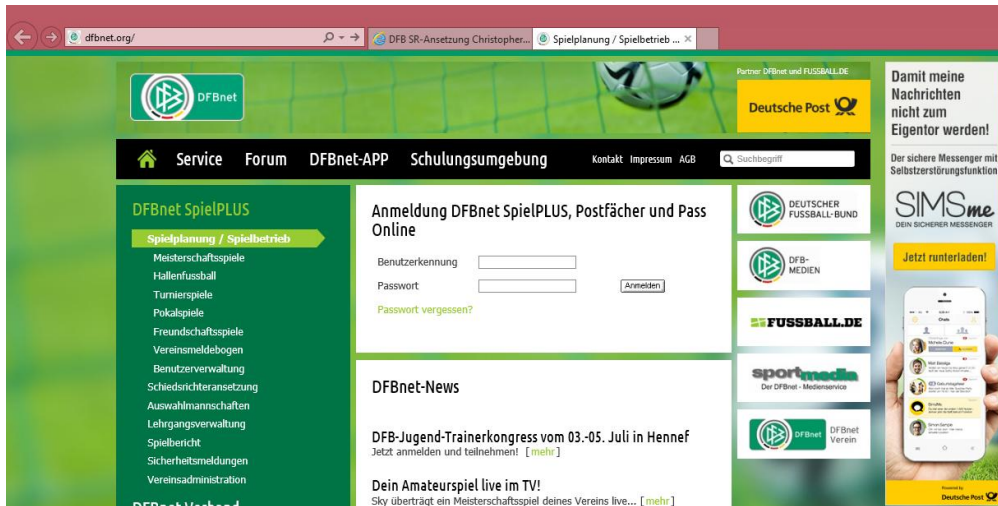 dfbnet.org/
DFB SR-Ansetzung Christopher...
Spielplanung / Spielbetrieb ...
DFBnet
Partner DFBnet und FUSSBALL.DE
Deutsche Post
Service Forum DFBnet-APP Schulungsumgebung Kontakt Impressum AGB
Suchbegriff
DFBnet SpielPLUS
Spielplanung / Spielbetrieb
Meisterschaftsspiele
Hallenfussball
Turnierspiele
Pokalspiele
Freundschaftsspiele
Vereinsmeldebogen
Benutzerverwaltung
Schiedsrichteransetzung
Auswahlmannschaften
Lehrgangsverwaltung
Spielbericht
Sicherheitsmeldungen
Vereinsadministration
DFBnet Verband
Anmeldung DFBnet SpielPLUS, Postfächer und Pass
Online
Benutzerkennung
Passwort
Anmelden
Passwort vergessen?
DFBnet-News
DFB-Jugend-Trainerkongress vom 03.-05. Juli in Hennef
Jetzt anmelden und teilnehmen! [mehr]
Dein Amateurspiel live im TV!
Sky überträgt ein Meisterschaftsspiel deines Vereins live... [mehr]
DEUTSCHER
FUSSBALL-BUND
DFB-
MEDIEN
FUSSBALL.DE
sportmedia
Der DFBnet - Medienservice
DFBnet
DFBnet
Verein
Damit meine
Nachrichten
nicht zum
Eigentor werden!
Der sichere Messenger mit
Selbstzerstörungsfunktion
SIMSme
DEIN SICHERER MESSENGER
Jetzt runterladen!
Chats
Powered by
Deutsche Post